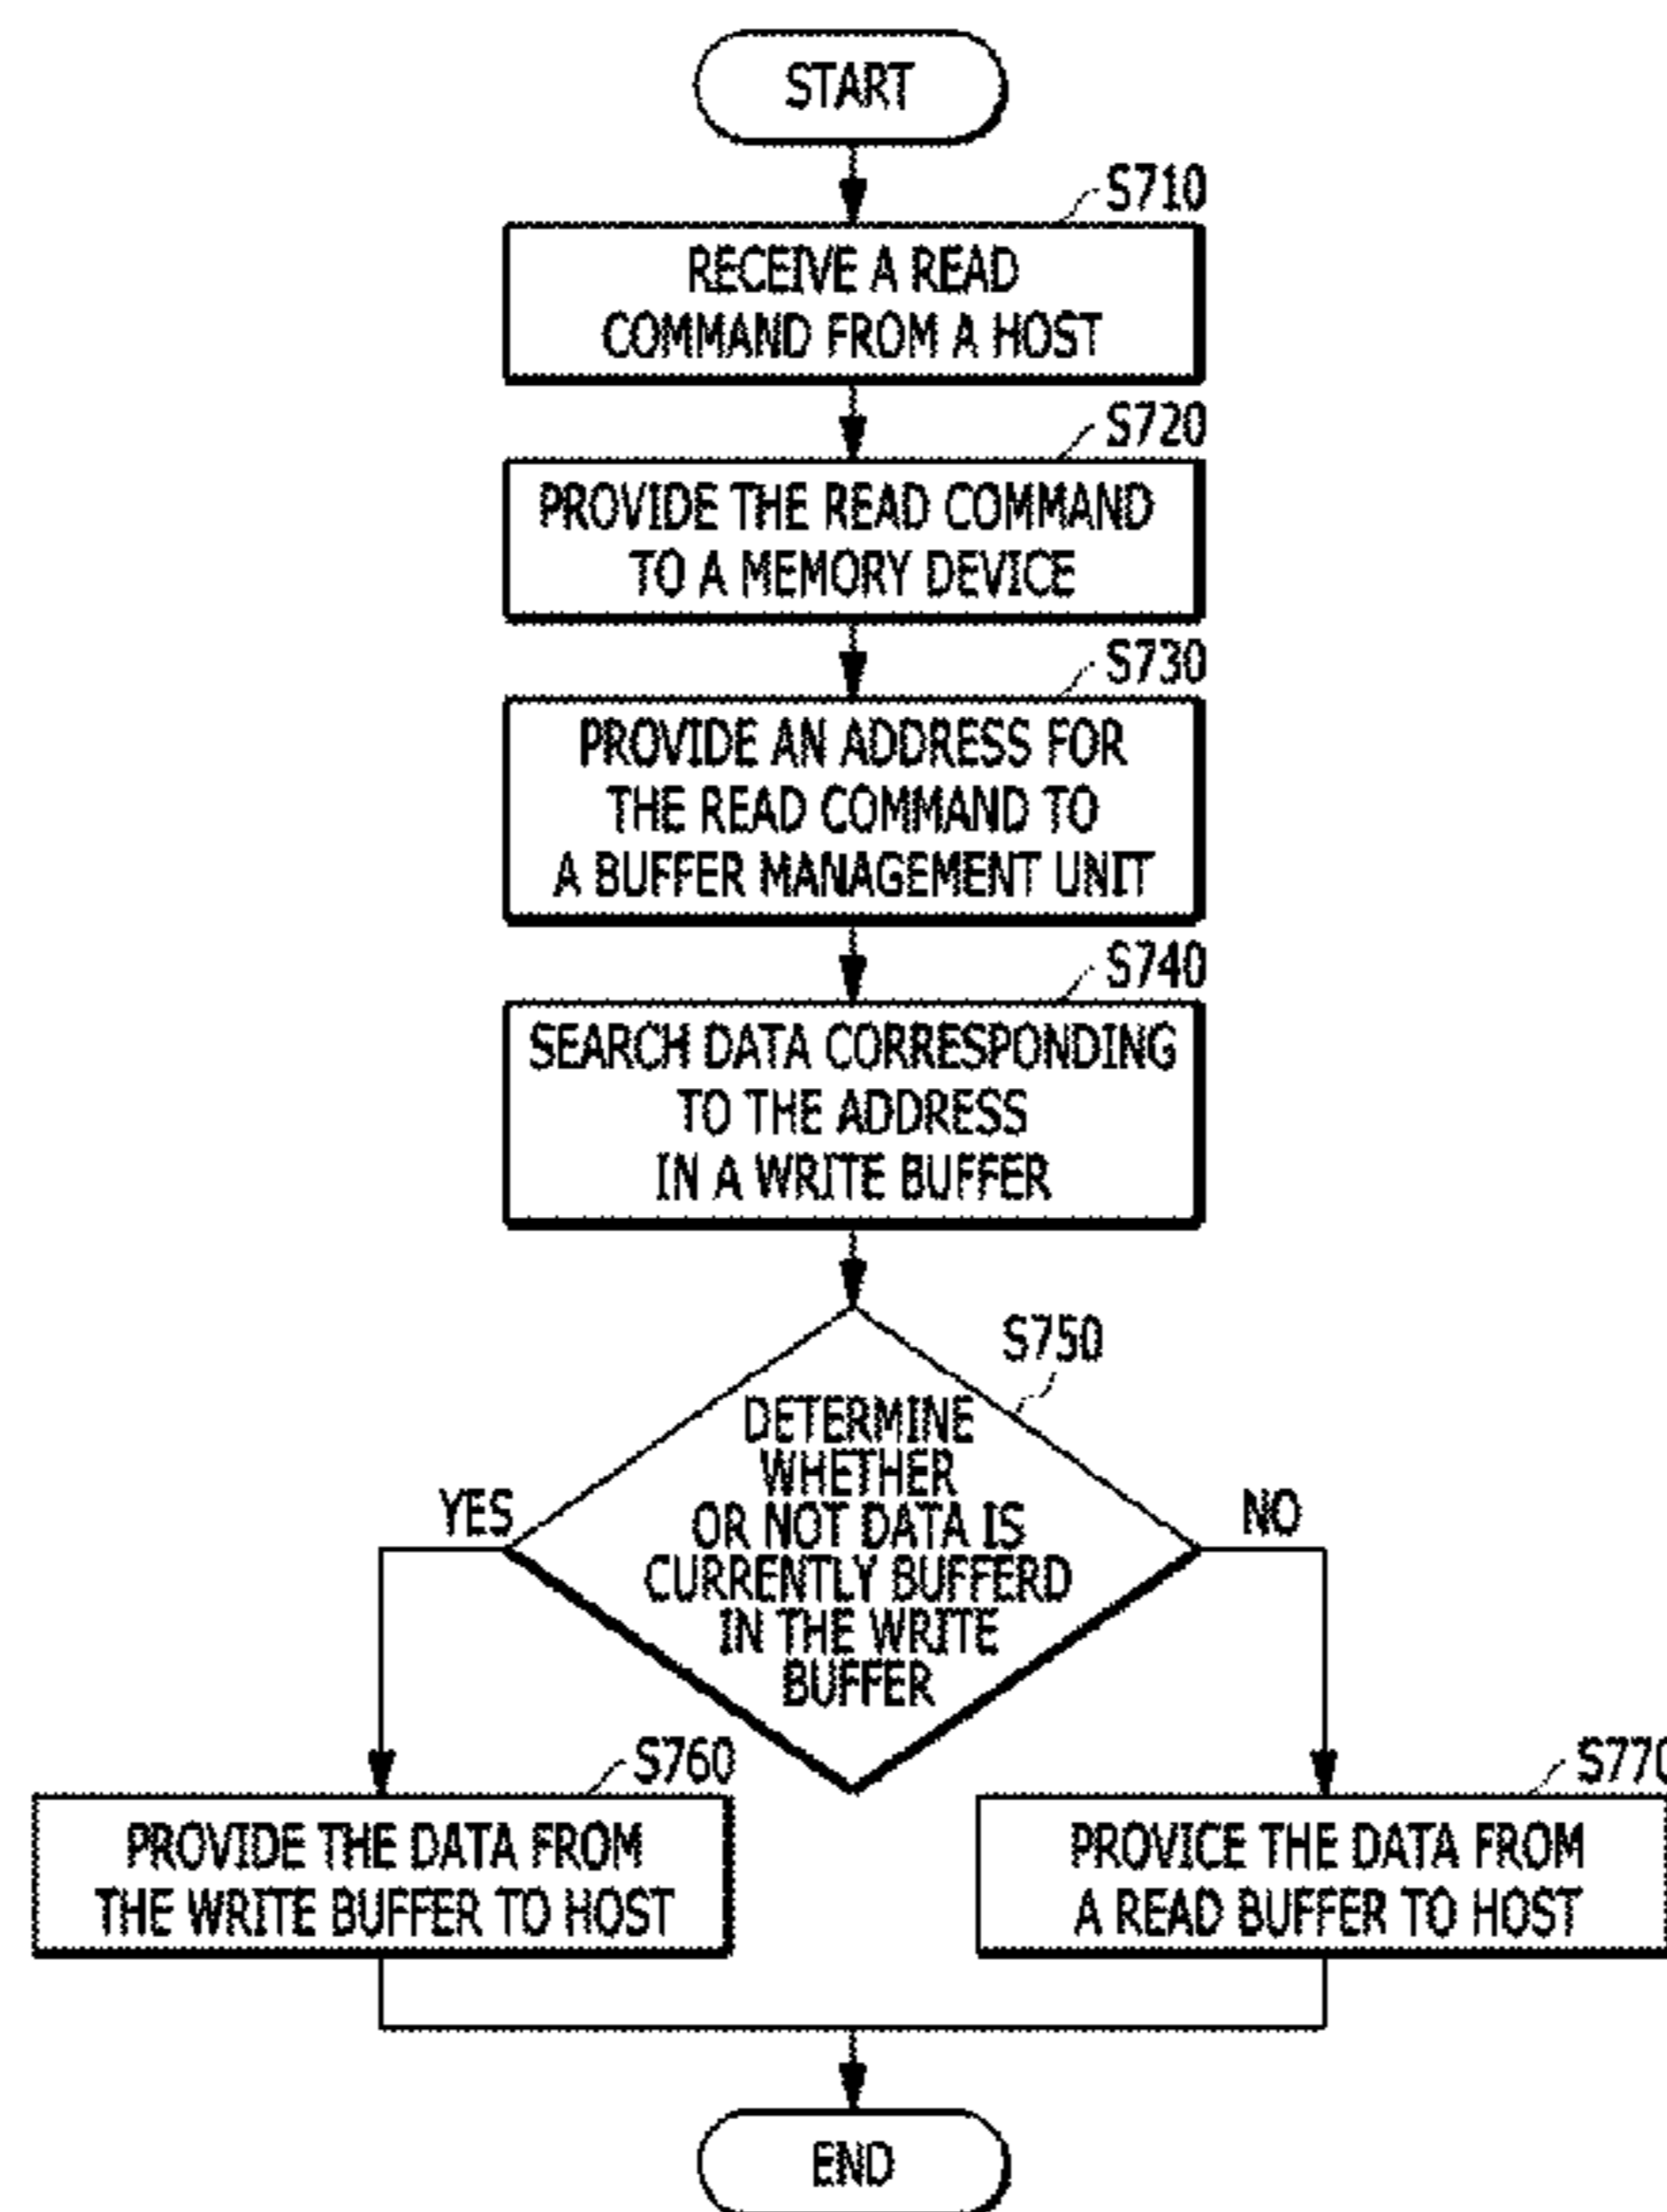 START
S710
RECEIVE A READ
COMMAND FROM A HOST
S720
PROVIDE THE READ COMMAND
TO A MEMORY DEVICE
S730
PROVIDE AN ADDRESS FOR
THE READ COMMAND TO
A BUFFER MANAGEMENT UNIT
S740
SEARCH DATA CORRESPONDING
TO THE ADDRESS
IN A WRITE BUFFER
S750
DETERMINE
WHETHER
OR NOT DATA IS
CURRENTLY BUFFERD
IN THE WRITE
BUFFER
YES
NO
S760
PROVIDE THE DATA FROM
THE WRITE BUFFER TO HOST
S770
PROVICE THE DATA FROM
A READ BUFFER TO HOST
END